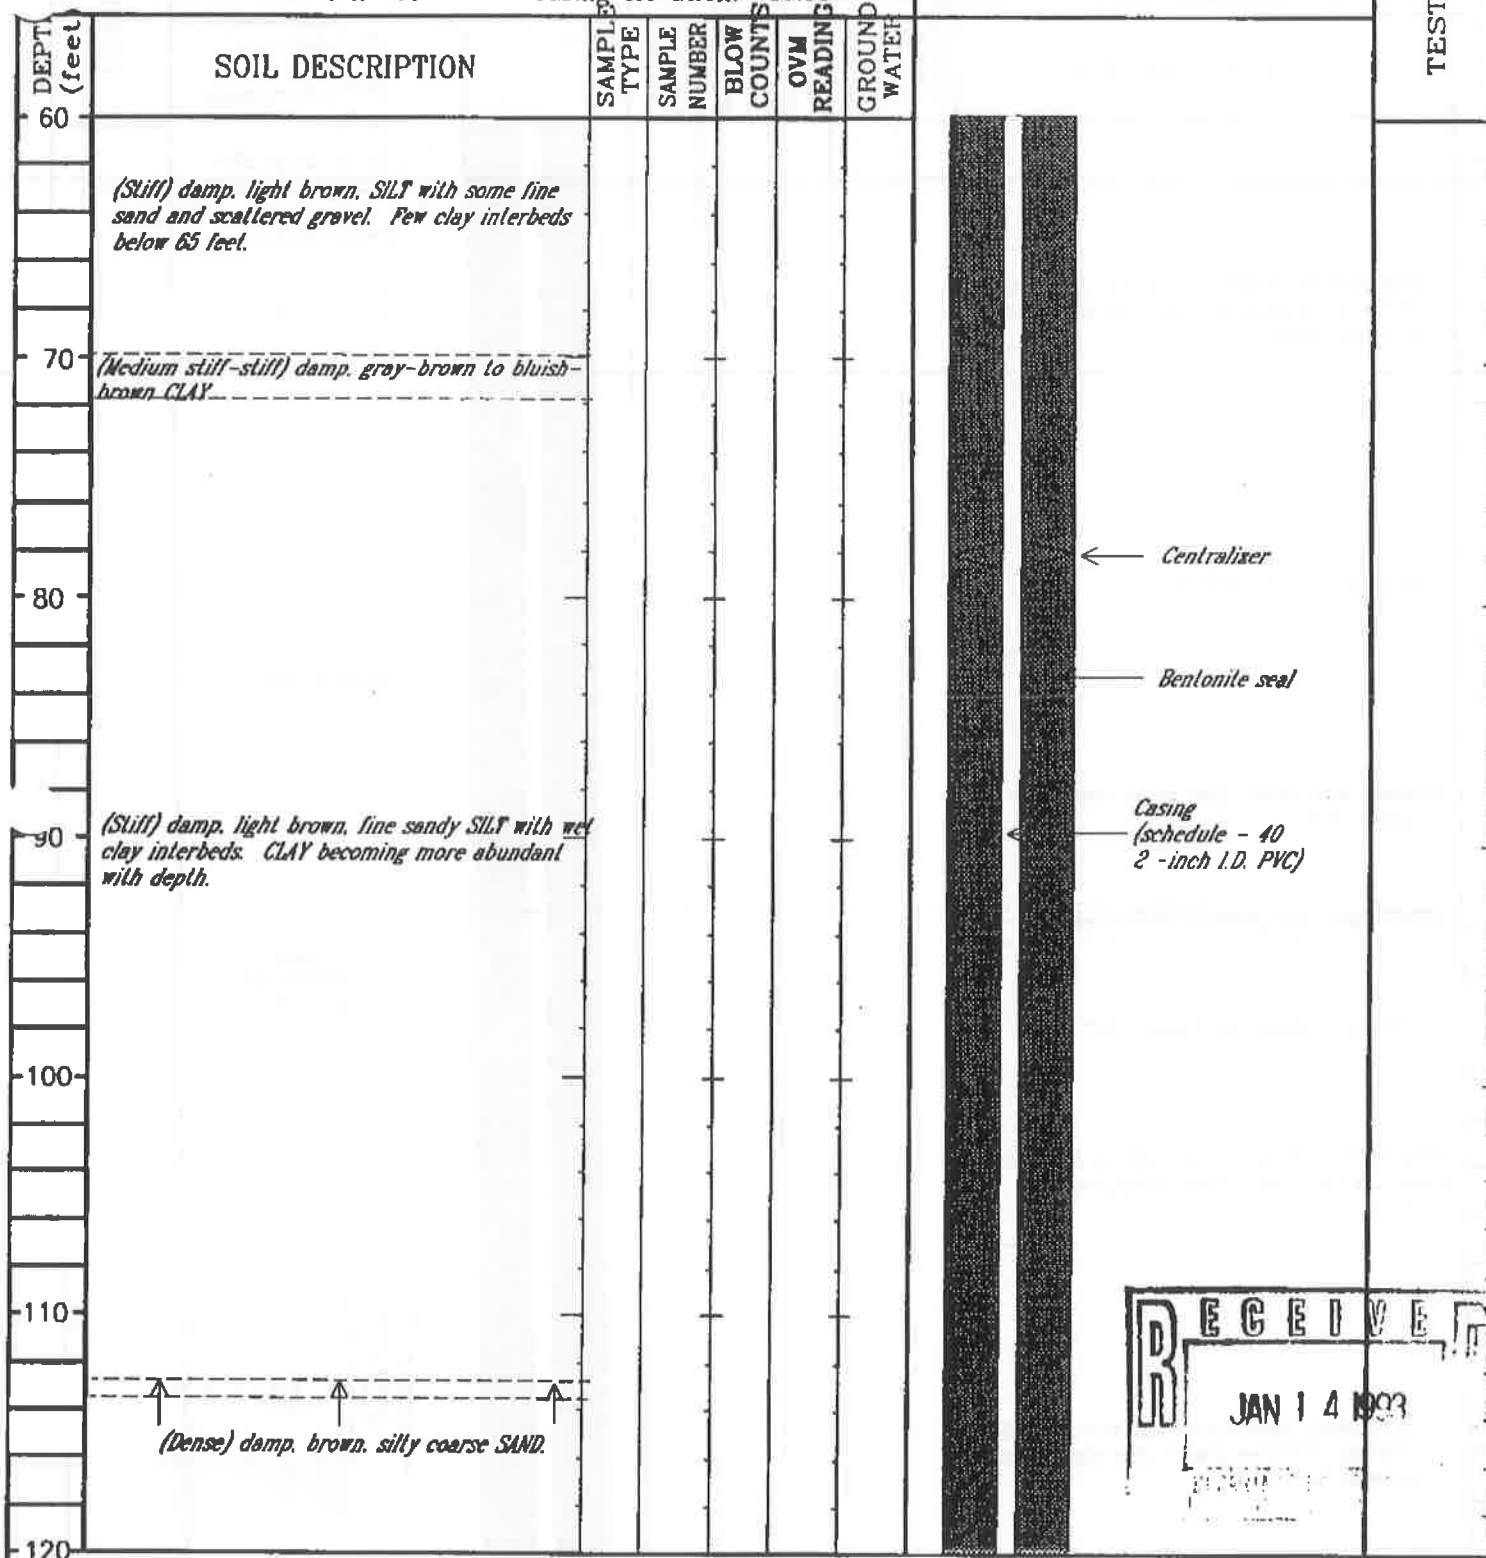 DEPT
(feet
SOIL DESCRIPTION
SAMPLE
TYPE
SAMPLE
NUMBER
BLOW
COUNTS
OVM
READING
GROUND
WATER
TEST
60
(Stiff) damp, light brown, SILT with some fine
sand and scattered gravel. Few clay interbeds
below 65 feet.
70
(Medium stiff-stiff) damp, gray-brown to bluish-
brown CLAY
Centralizer
80
Bentonite seal
90
(Stiff) damp, light brown, fine sandy SILT with wet
clay interbeds. CLAY becoming more abundant
with depth.
Casing
(schedule - 40
2 -inch I.D. PVC)
100
110
(Dense) damp, brown, silty coarse SAND.
120
RECEIVED
JAN 14 1993